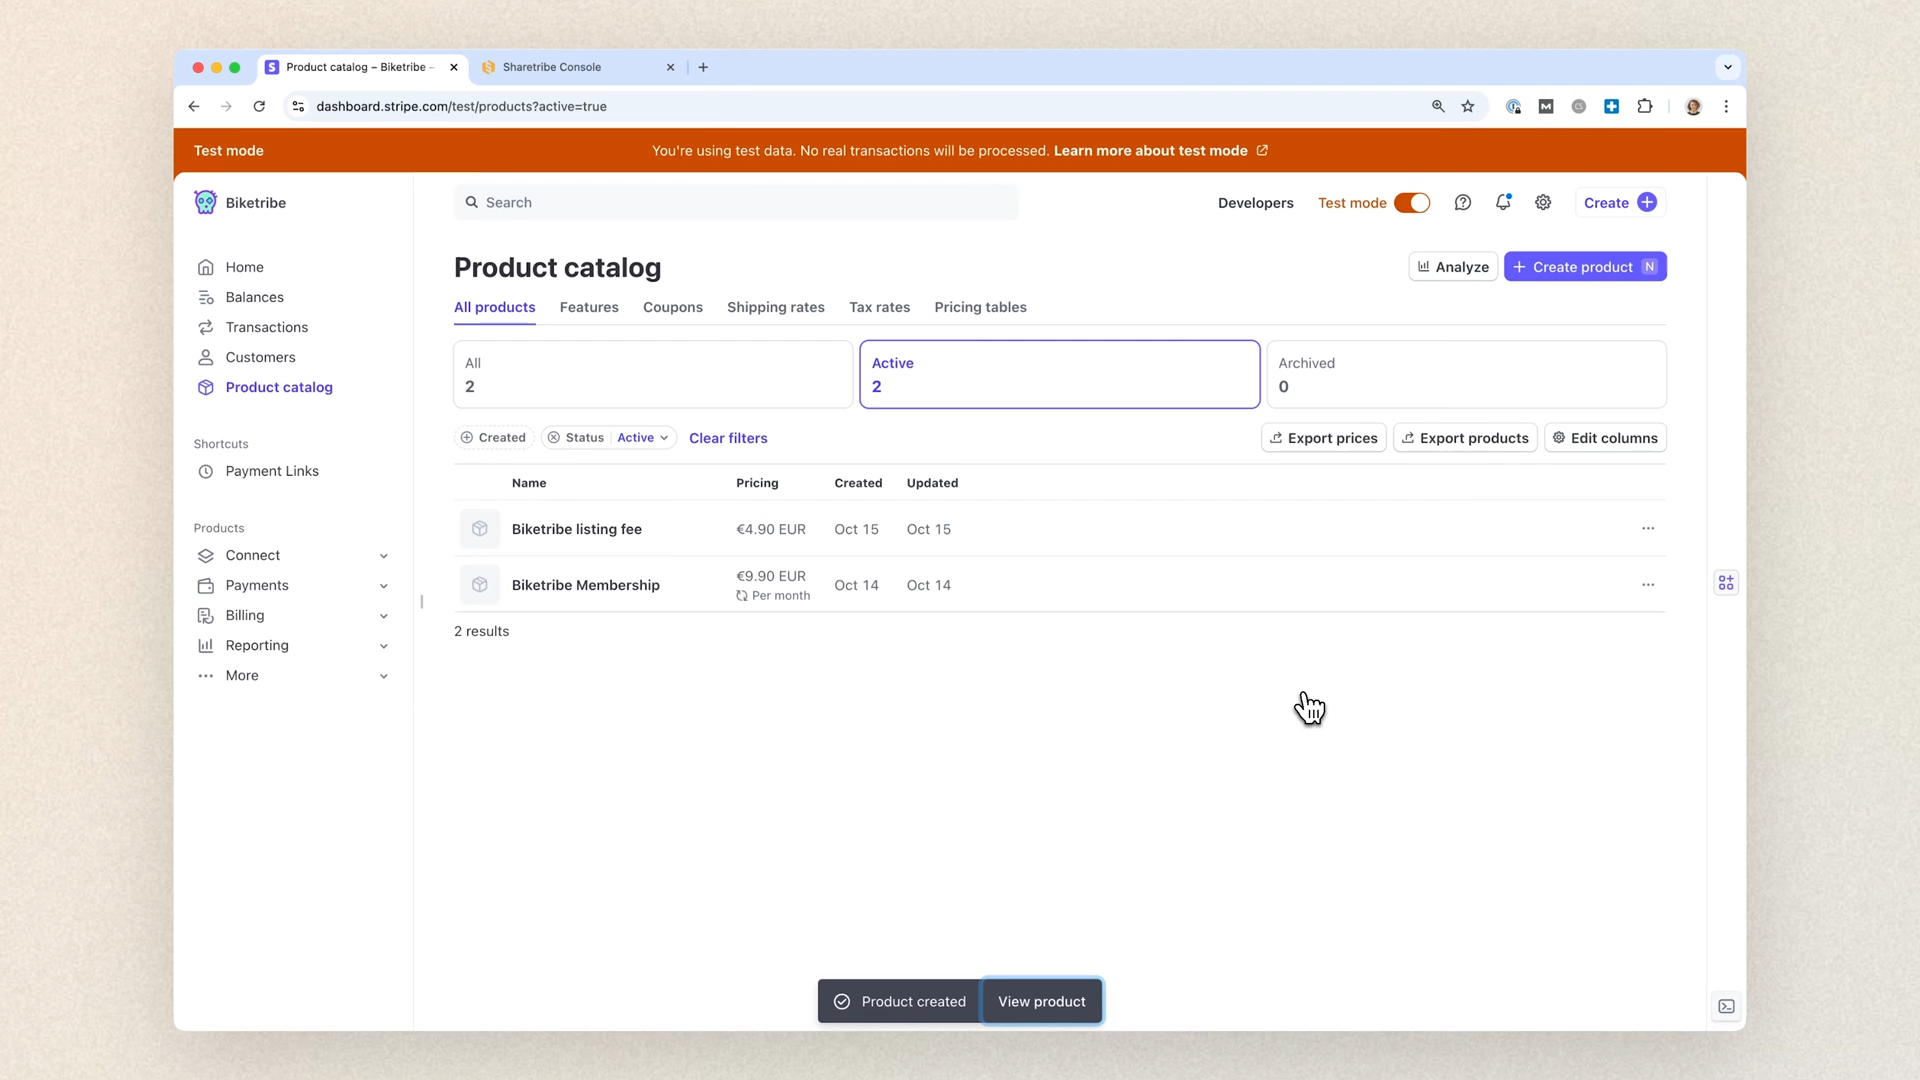 Product catalog – Biketribe –
Sharetribe Console
dashboard.stripe.com/test/products?active=true
Test mode
You're using test data. No real transactions will be processed. Learn more about test mode
Biketribe
Search
Developers
Test mode
Create
Home
Balances
Transactions
Customers
Product catalog
Shortcuts
Payment Links
Products
Connect
Payments
Billing
Reporting
More
Product catalog
Analyze
Create product N
All products Features Coupons Shipping rates Tax rates Pricing tables
All
2
Active
2
Archived
0
Created
Status Active
Clear filters
Export prices
Export products
Edit columns
Name Pricing Created Updated
Biketribe listing fee €4.90 EUR Oct 15 Oct 15
Biketribe Membership €9.90 EUR Per month Oct 14 Oct 14
2 results
Product created
View product